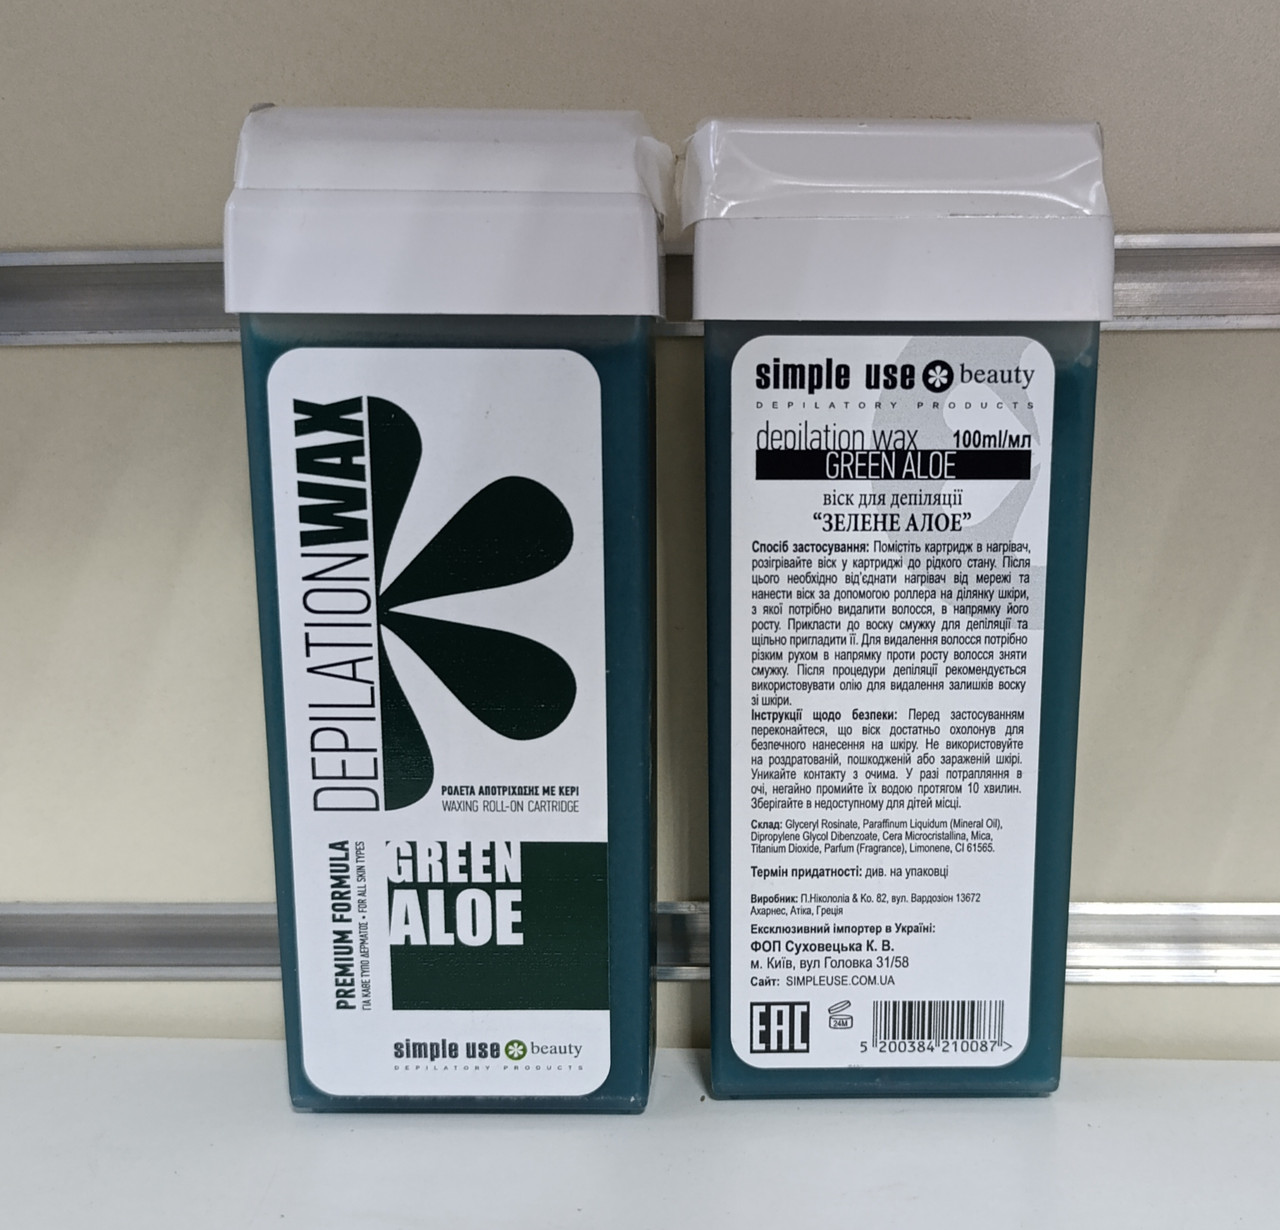 DEPILATIONWAX
ΡΟΛΕΤΑ ΑΠΟΤΡΙΧΩΣΗΣ ΜΕ ΚΕΡΙ
WAXING ROLL-ON CARTRIDGE
PREMIUM FORMULA
ΓΙΑ ΚΑΘΕ ΤΥΠΟ ΔΕΡΜΑΤΟΣ • FOR ALL SKIN TYPES
GREEN
ALOE
simple use beauty
DEPILATORY PRODUCTS
simple use beauty
DEPILATORY PRODUCTS
depilation wax 100ml/мл
GREEN ALOE
віск для депіляції
“ЗЕЛЕНЕ АЛОЕ”
Спосіб застосування: Помістіть картридж в нагрівач,
розігрівайте віск у картриджі до рідкого стану. Після
цього необхідно від'єднати нагрівач від мережі та
нанести віск за допомогою роллера на ділянку шкіри,
з якої потрібно видалити волосся, в напрямку його
росту. Прикласти до воску смужку для депіляції та
щільно пригладити її. Для видалення волосся потрібно
різким рухом в напрямку проти росту волосся зняти
смужку. Після процедури депіляції рекомендується
використовувати олію для видалення залишків воску
зі шкіри.
Інструкції щодо безпеки: Перед застосуванням
переконайтеся, що віск достатньо охолонув для
безпечного нанесення на шкіру. Не використовуйте
на роздратованій, пошкодженій або зараженій шкірі.
Уникайте контакту з очима. У разі потрапляння в
очі, негайно промийте їх водою протягом 10 хвилин.
Зберігайте в недоступному для дітей місці.
Склад: Glyceryl Rosinate, Paraffinum Liquidum (Mineral Oil),
Dipropylene Glycol Dibenzoate, Cera Microcristallina, Mica,
Titanium Dioxide, Parfum (Fragrance), Limonene, CI 61565.
Термін придатності: див. на упаковці
Виробник: П.Ніколопіа & Ко. 82, вул. Вардозіон 13672
Ахарнес, Атіка, Греція
Ексклюзивний імпортер в Україні:
ФОП Суховецька К. В.
м. Київ, вул Головка 31/58
Сайт: SIMPLEUSE.COM.UA
EAC 24M
5 200384 210087 >